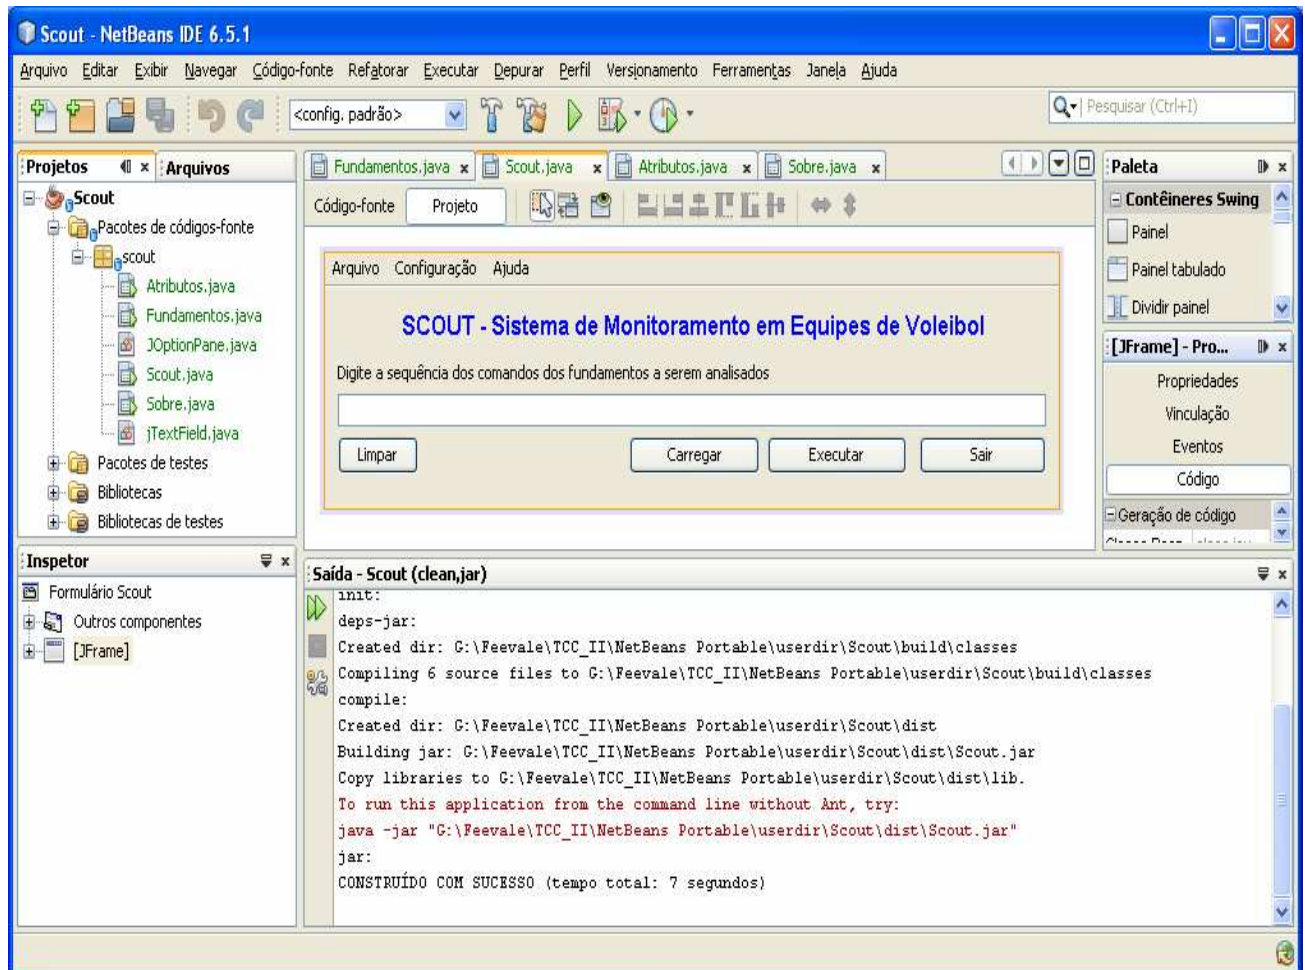 Scout - NetBeans IDE 6.5.1
Arquivo Editar Exibir Navegar Código-fonte Refatorar Executar Depurar Perfil Versionamento Ferramentas Janela Ajuda
<config. padrão>
Pesquisar (Ctrl+I)
Projetos
Arquivos
Scout
Pacotes de códigos-fonte
scout
Atributos.java
Fundamentos.java
JOptionPane.java
Scout.java
Sobre.java
jTextField.java
Pacotes de testes
Bibliotecas
Bibliotecas de testes
Fundamentos.java
Scout.java
Atributos.java
Sobre.java
Código-fonte
Projeto
Arquivo Configuração Ajuda
SCOUT - Sistema de Monitoramento em Equipes de Voleibol
Digite a sequência dos comandos dos fundamentos a serem analisados
Limpar
Carregar
Executar
Sair
Paleta
Contêineres Swing
Painel
Painel tabulado
Dividir painel
[JFrame] - Pro...
Propriedades
Vinculação
Eventos
Código
Geração de código
Inspetor
Formulário Scout
Outros componentes
[JFrame]
Saída - Scout (clean,jar)
init:
deps-jar:
Created dir: G:\Feevale\TCC_II\NetBeans Portable\userdir\Scout\build\classes
Compiling 6 source files to G:\Feevale\TCC_II\NetBeans Portable\userdir\Scout\build\classes
compile:
Created dir: G:\Feevale\TCC_II\NetBeans Portable\userdir\Scout\dist
Building jar: G:\Feevale\TCC_II\NetBeans Portable\userdir\Scout\dist\Scout.jar
Copy libraries to G:\Feevale\TCC_II\NetBeans Portable\userdir\Scout\dist\lib.
To run this application from the command line without Ant, try:
java -jar "G:\Feevale\TCC_II\NetBeans Portable\userdir\Scout\dist\Scout.jar"
jar:
CONSTRUÍDO COM SUCESSO (tempo total: 7 segundos)